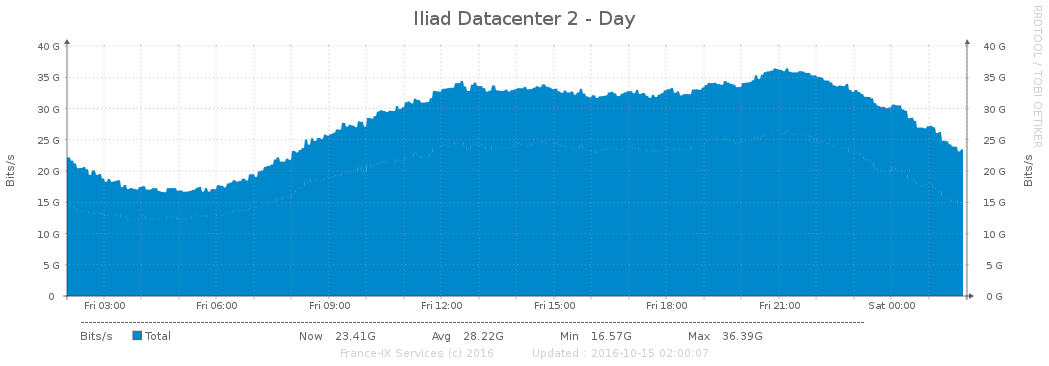 Iliad Datacenter 2 - Day
RRDTOOL / TOBI OETIKER
40 G 40 G
35 G 35 G
30 G 30 G
25 G 25 G
20 G 20 G
15 G 15 G
10 G 10 G
5 G 5 G
0 0 G
Bits/s Bits/s
Fri 03:00 Fri 06:00 Fri 09:00 Fri 12:00 Fri 15:00 Fri 18:00 Fri 21:00 Sat 00:00
Bits/s Total Now 23.41G Avg 28.22G Min 16.57G Max 36.39G
France-IX Services (c) 2016 Updated : 2016-10-15 02:00:07